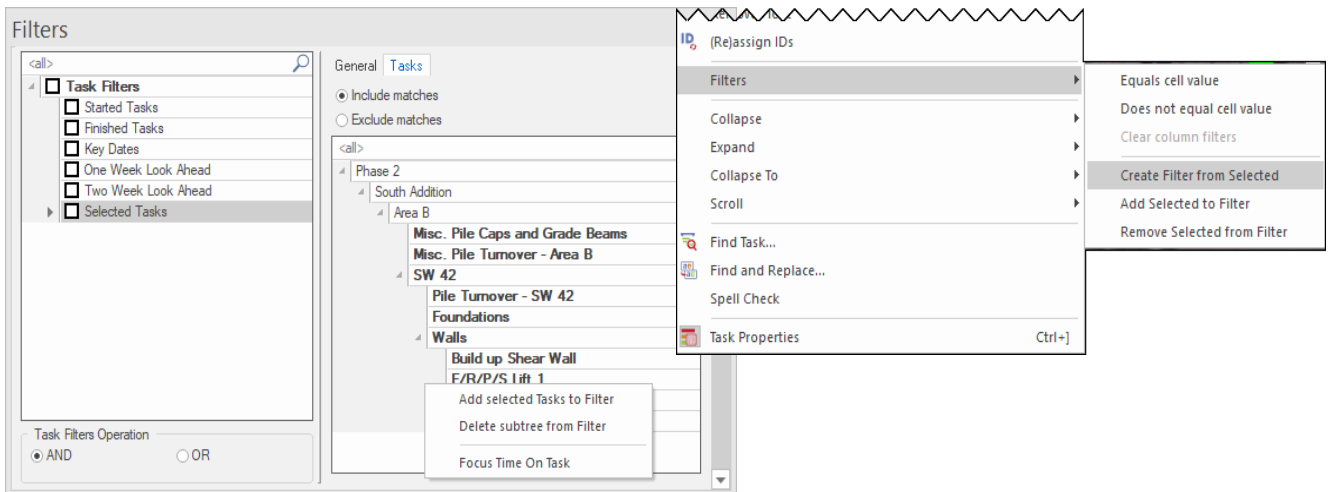 Filters
<all>
Task Filters
Started Tasks
Finished Tasks
Key Dates
One Week Look Ahead
Two Week Look Ahead
Selected Tasks
Task Filters Operation
AND
OR
General
Tasks
Include matches
Exclude matches
<all>
Phase 2
South Addition
Area B
Misc. Pile Caps and Grade Beams
Misc. Pile Turnover - Area B
SW 42
Pile Turnover - SW 42
Foundations
Walls
Build up Shear Wall
F/R/P/S Lift 1
Add selected Tasks to Filter
Delete subtree from Filter
Focus Time On Task
ID
(Re)assign IDs
Filters
Collapse
Expand
Collapse To
Scroll
Find Task...
Find and Replace...
Spell Check
Task Properties Ctrl+]
Equals cell value
Does not equal cell value
Clear column filters
Create Filter from Selected
Add Selected to Filter
Remove Selected from Filter